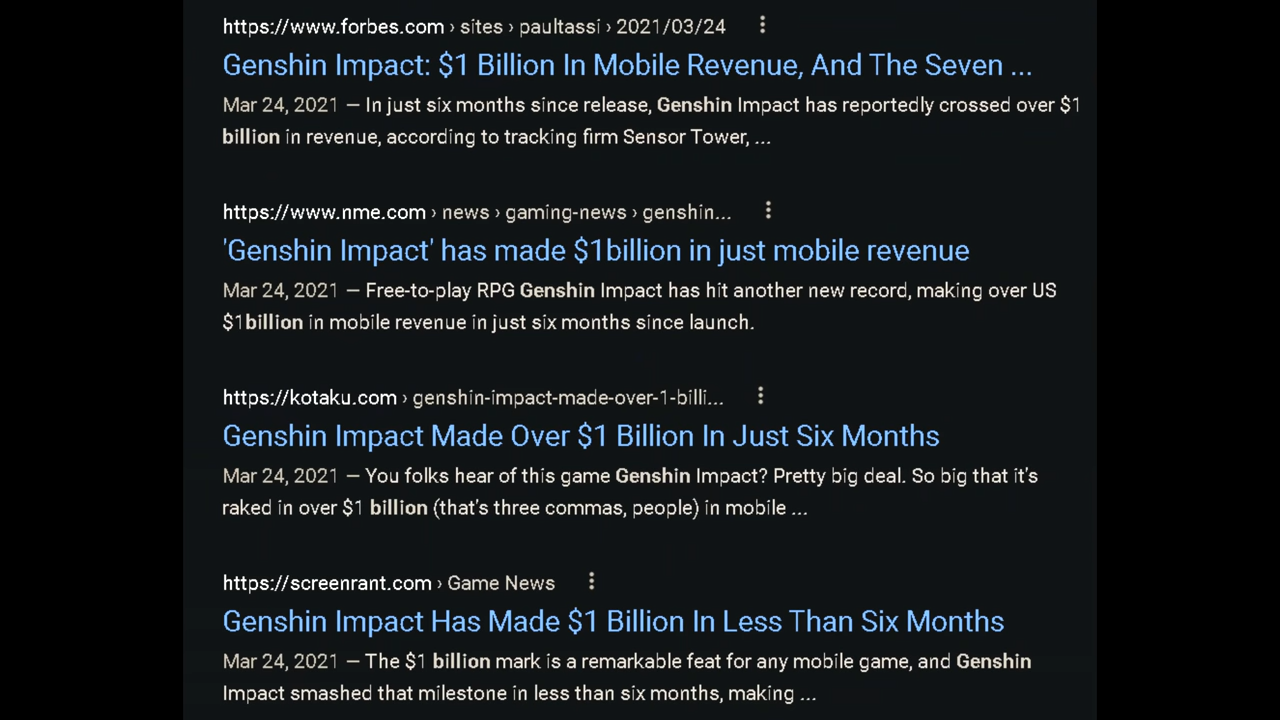 https://www.forbes.com › sites › paultassi › 2021/03/24
Genshin Impact: $1 Billion In Mobile Revenue, And The Seven ...
Mar 24, 2021 — In just six months since release, Genshin Impact has reportedly crossed over $1
billion in revenue, according to tracking firm Sensor Tower, ...
https://www.nme.com › news › gaming-news › genshin...
'Genshin Impact' has made $1billion in just mobile revenue
Mar 24, 2021 — Free-to-play RPG Genshin Impact has hit another new record, making over US
$1billion in mobile revenue in just six months since launch.
https://kotaku.com › genshin-impact-made-over-1-billi...
Genshin Impact Made Over $1 Billion In Just Six Months
Mar 24, 2021 — You folks hear of this game Genshin Impact? Pretty big deal. So big that it's
raked in over $1 billion (that's three commas, people) in mobile ...
https://screenrant.com › Game News
Genshin Impact Has Made $1 Billion In Less Than Six Months
Mar 24, 2021 — The $1 billion mark is a remarkable feat for any mobile game, and Genshin
Impact smashed that milestone in less than six months, making ...